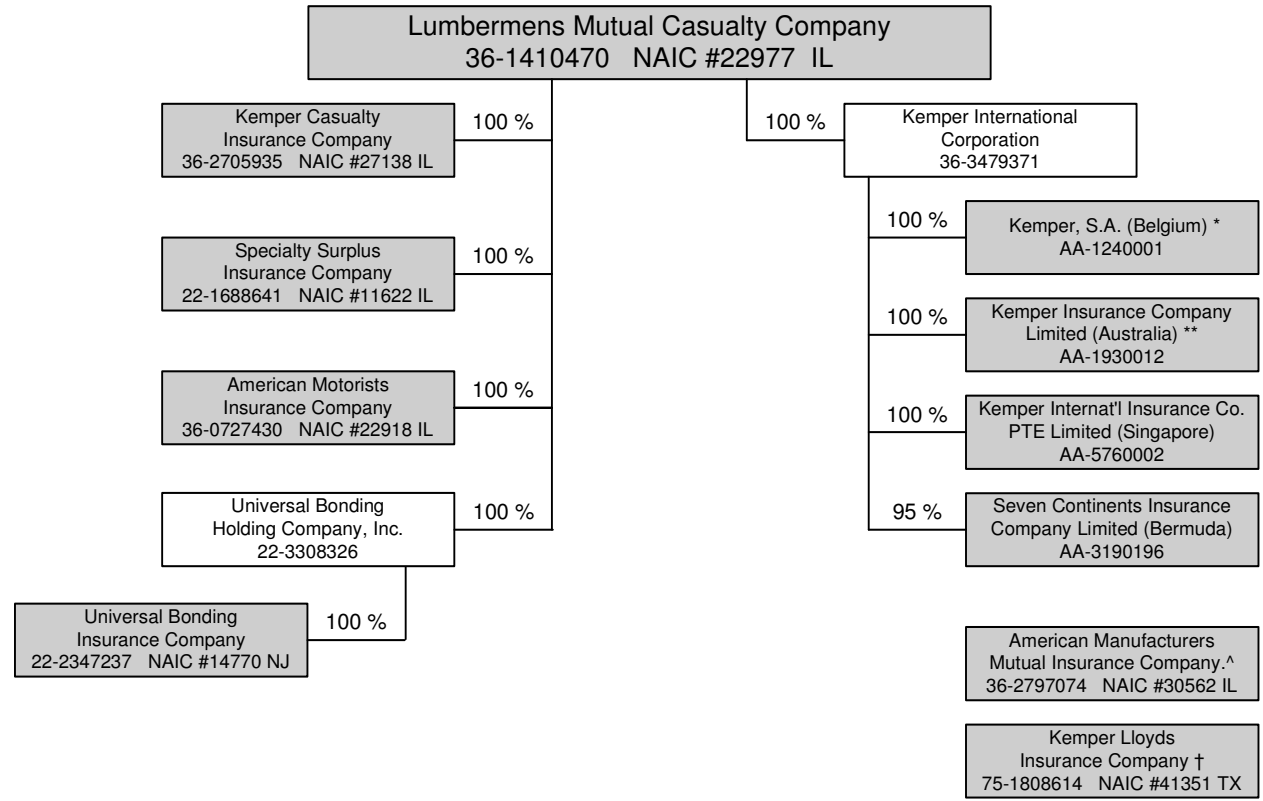 Lumbermens Mutual Casualty Company
36-1410470 NAIC #22977 IL
Kemper Casualty
Insurance Company
36-2705935 NAIC #27138 IL
100 %
Specialty Surplus
Insurance Company
22-1688641 NAIC #11622 IL
100 %
American Motorists
Insurance Company
36-0727430 NAIC #22918 IL
100 %
Universal Bonding
Holding Company, Inc.
22-3308326
100 %
Universal Bonding
Insurance Company
22-2347237 NAIC #14770 NJ
100 %
100 %
Kemper International
Corporation
36-3479371
100 %
Kemper, S.A. (Belgium) *
AA-1240001
100 %
Kemper Insurance Company
Limited (Australia) **
AA-1930012
100 %
Kemper Internat'l Insurance Co.
PTE Limited (Singapore)
AA-5760002
95 %
Seven Continents Insurance
Company Limited (Bermuda)
AA-3190196
American Manufacturers
Mutual Insurance Company.^
36-2797074 NAIC #30562 IL
Kemper Lloyds
Insurance Company †
75-1808614 NAIC #41351 TX